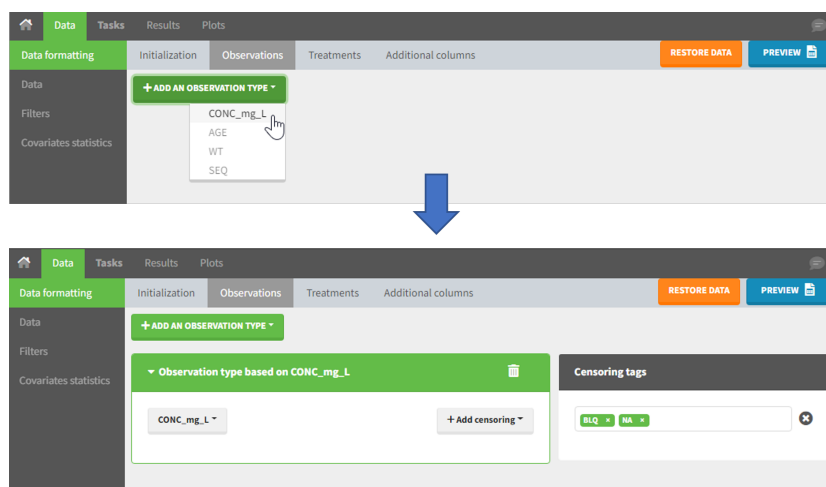 Data Tasks Results Plots
Data formatting Initialization Observations Treatments Additional columns RESTORE DATA PREVIEW
Data
+ ADD AN OBSERVATION TYPE
Filters
CONC_mg_L
AGE
Covariates statistics
WT
SEQ
Data Tasks Results Plots
Data formatting Initialization Observations Treatments Additional columns RESTORE DATA PREVIEW
Data
+ ADD AN OBSERVATION TYPE
Filters
Covariates statistics
Observation type based on CONC_mg_L
Censoring tags
CONC_mg_L
+ Add censoring
BLQ × NA ×